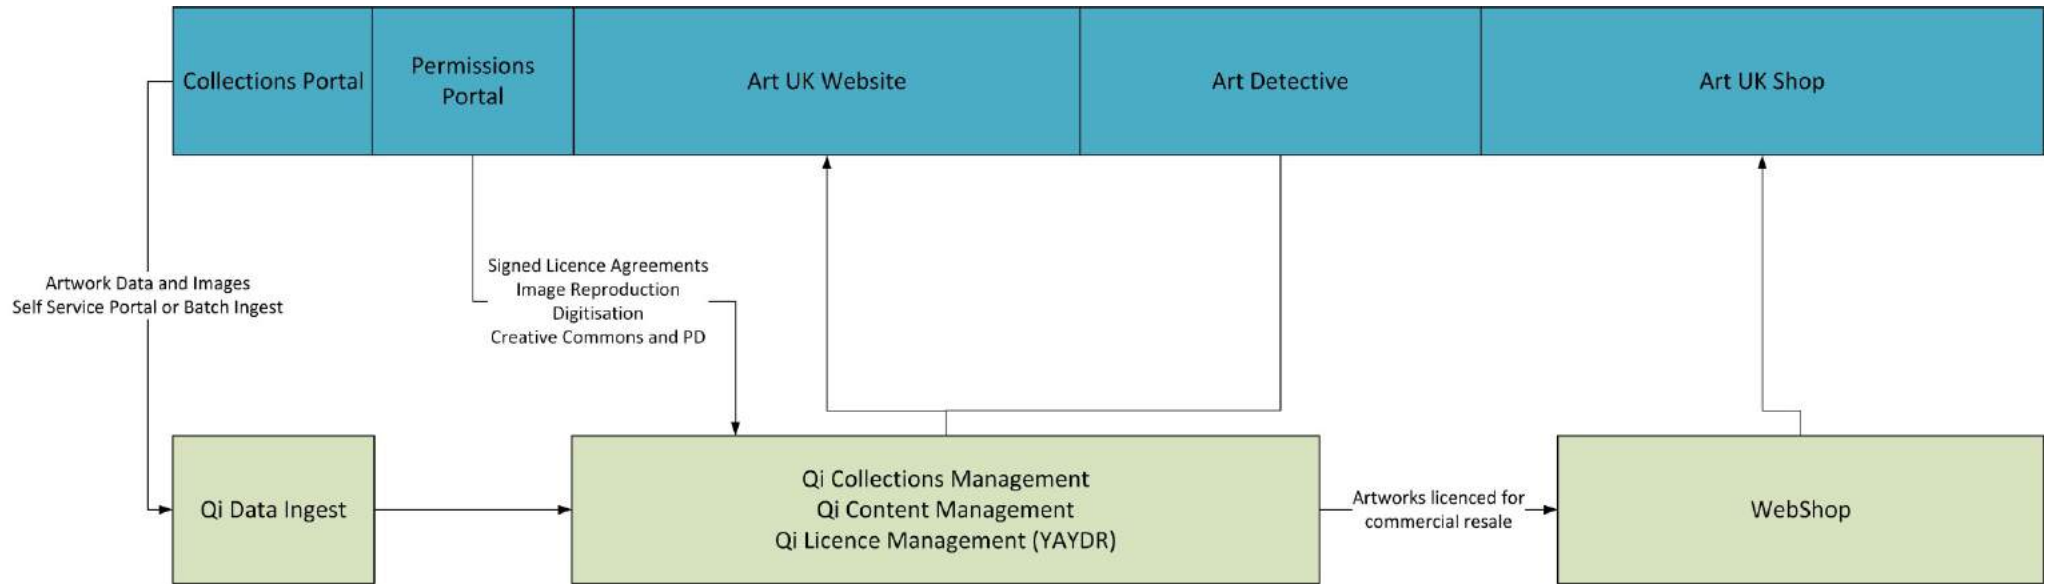 Collections Portal
Permissions
Portal
Art UK Website
Art Detective
Art UK Shop
Artwork Data and Images
Self Service Portal or Batch Ingest
Signed Licence Agreements
Image Reproduction
Digitisation
Creative Commons and PD
Qi Data Ingest
Qi Collections Management
Qi Content Management
Qi Licence Management (YAYDR)
Artworks licenced for
commercial resale
WebShop